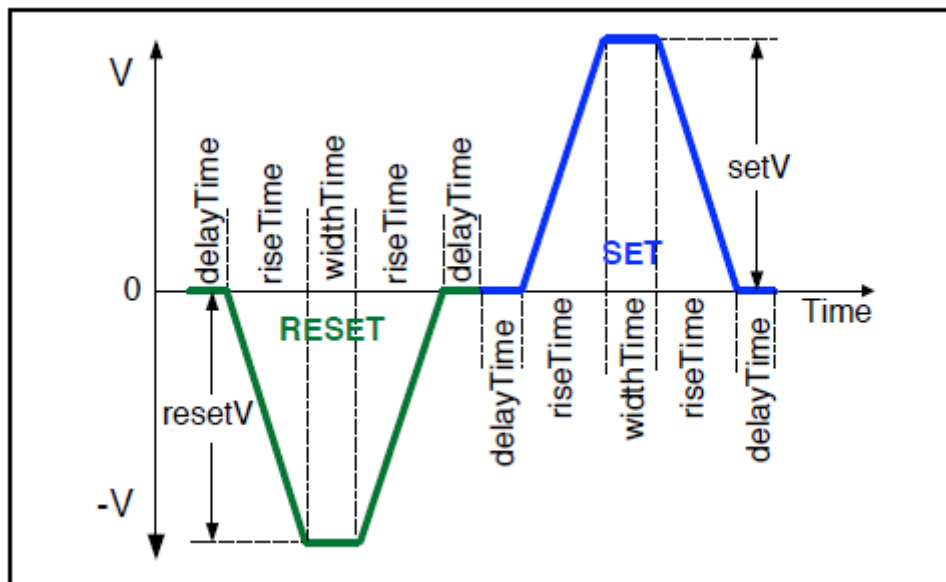 V
delayTime
riseTime
widthTime
riseTime
delayTime
setV
SET
0
Time
RESET
delayTime
riseTime
widthTime
riseTime
delayTime
resetV
-V